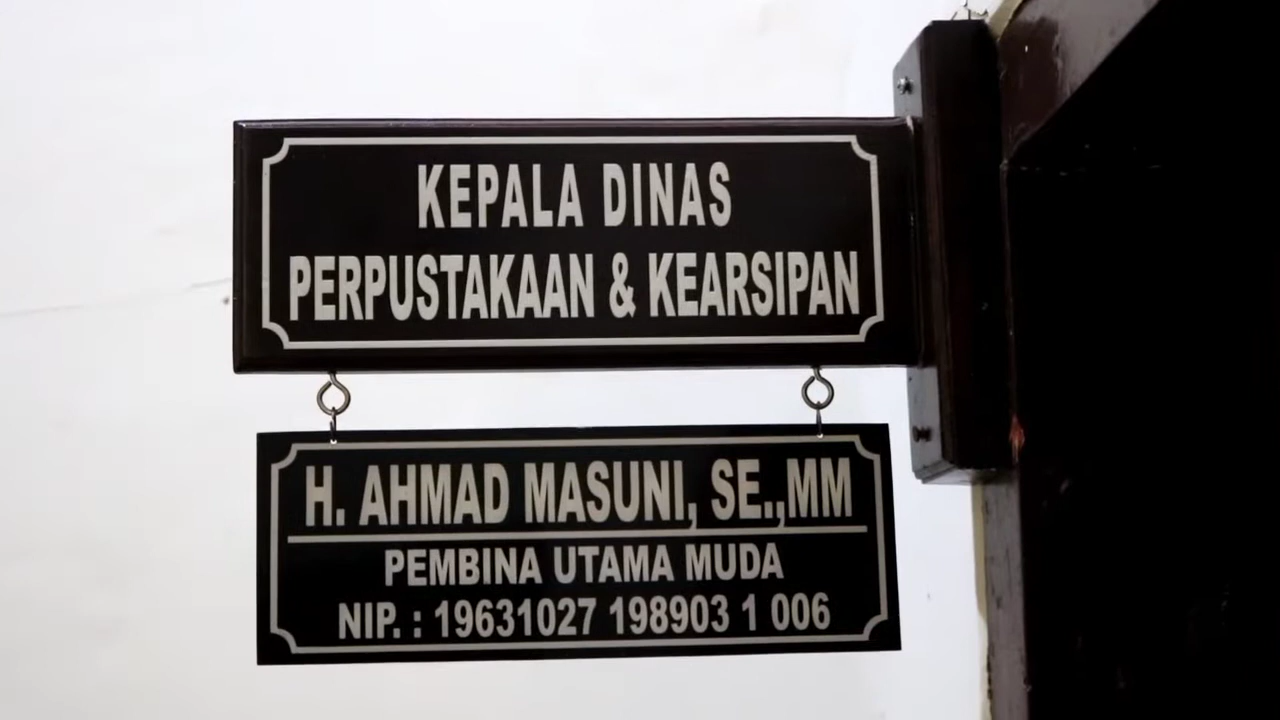 KEPALA DINAS
PERPUSTAKAAN & KEARSIPAN
H. AHMAD MASUNI, SE.,MM
PEMBINA UTAMA MUDA
NIP. : 19631027 198903 1 006